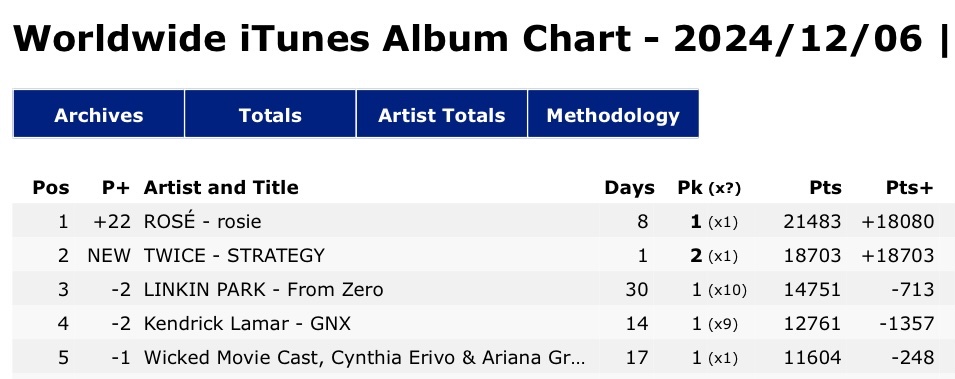 Worldwide iTunes Album Chart - 2024/12/06 |
Archives Totals Artist Totals Methodology
Pos P+ Artist and Title Days Pk (x?) Pts Pts+
1 +22 ROSÉ - rosie 8 1 (x1) 21483 +18080
2 NEW TWICE - STRATEGY 1 2 (x1) 18703 +18703
3 -2 LINKIN PARK - From Zero 30 1 (x10) 14751 -713
4 -2 Kendrick Lamar - GNX 14 1 (x9) 12761 -1357
5 -1 Wicked Movie Cast, Cynthia Erivo & Ariana Gr... 17 1 (x1) 11604 -248